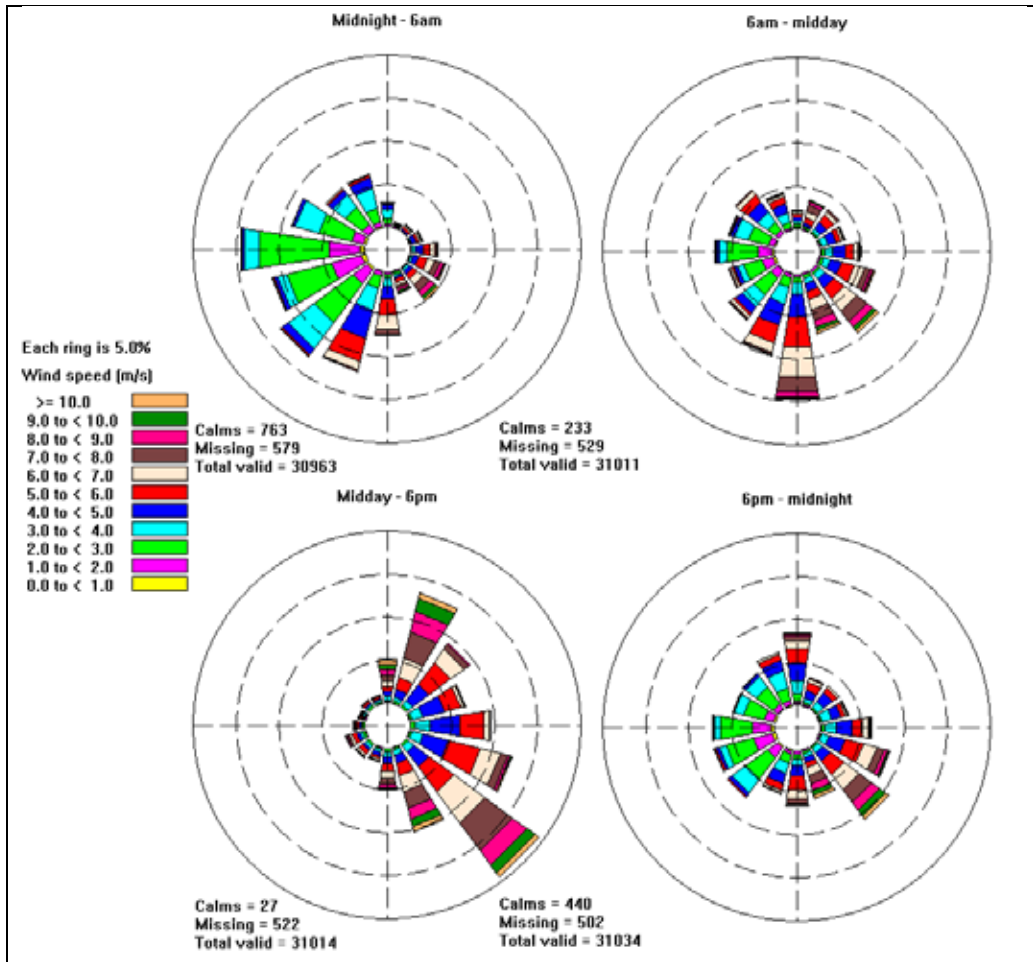 Midnight - 6am
6am - midday
Each ring is 5.0%
Wind speed (m/s)
>= 10.0
9.0 to < 10.0
8.0 to < 9.0
7.0 to < 8.0
6.0 to < 7.0
5.0 to < 6.0
4.0 to < 5.0
3.0 to < 4.0
2.0 to < 3.0
1.0 to < 2.0
0.0 to < 1.0
Calms = 763
Missing = 579
Total valid = 30963
Calms = 233
Missing = 529
Total valid = 31011
Midday - 6pm
6pm - midnight
Calms = 27
Missing = 522
Total valid = 31014
Calms = 440
Missing = 502
Total valid = 31034